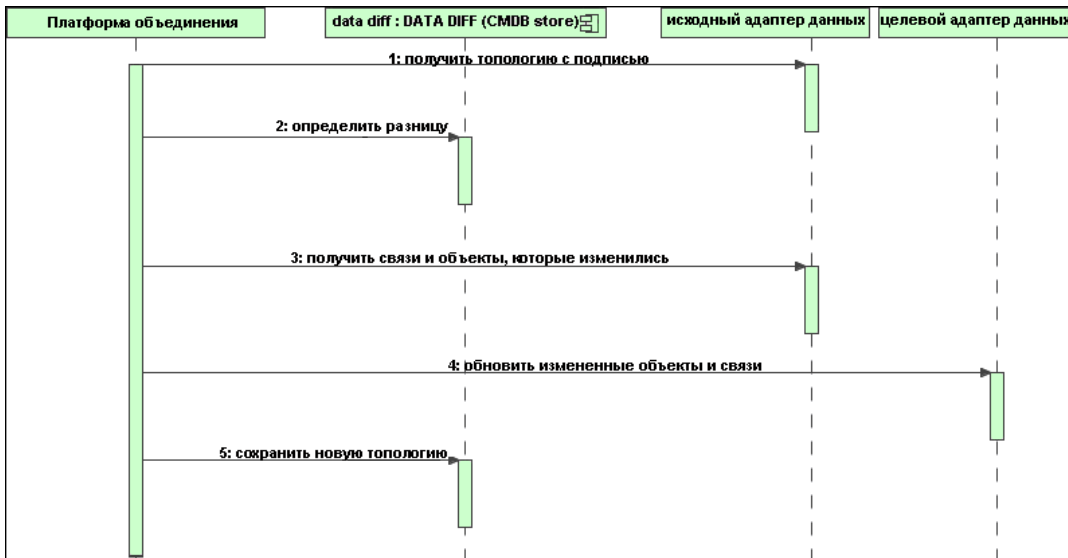 Платформа объединения
data diff : DATA DIFF (CMDB store)
исходный адаптер данных
целевой адаптер данных
1: получить топологию с подписью
2: определить разницу
3: получить связи и объекты, которые изменились
4: обновить измененные объекты и связи
5: сохранить новую топологию